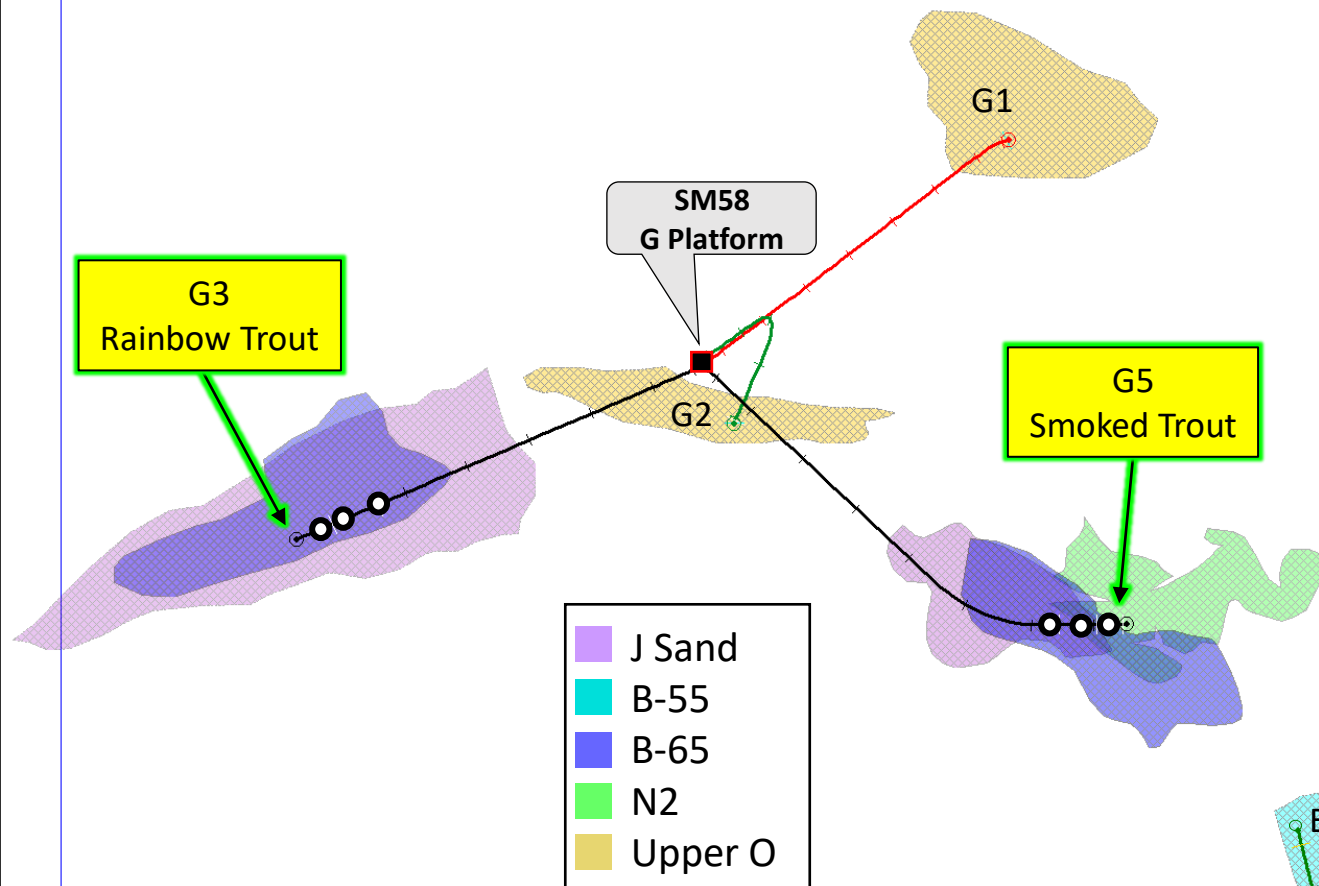 G1
SM58
G Platform
G3
Rainbow Trout
G5
Smoked Trout
G2
J Sand
B-55
B-65
N2
Upper O